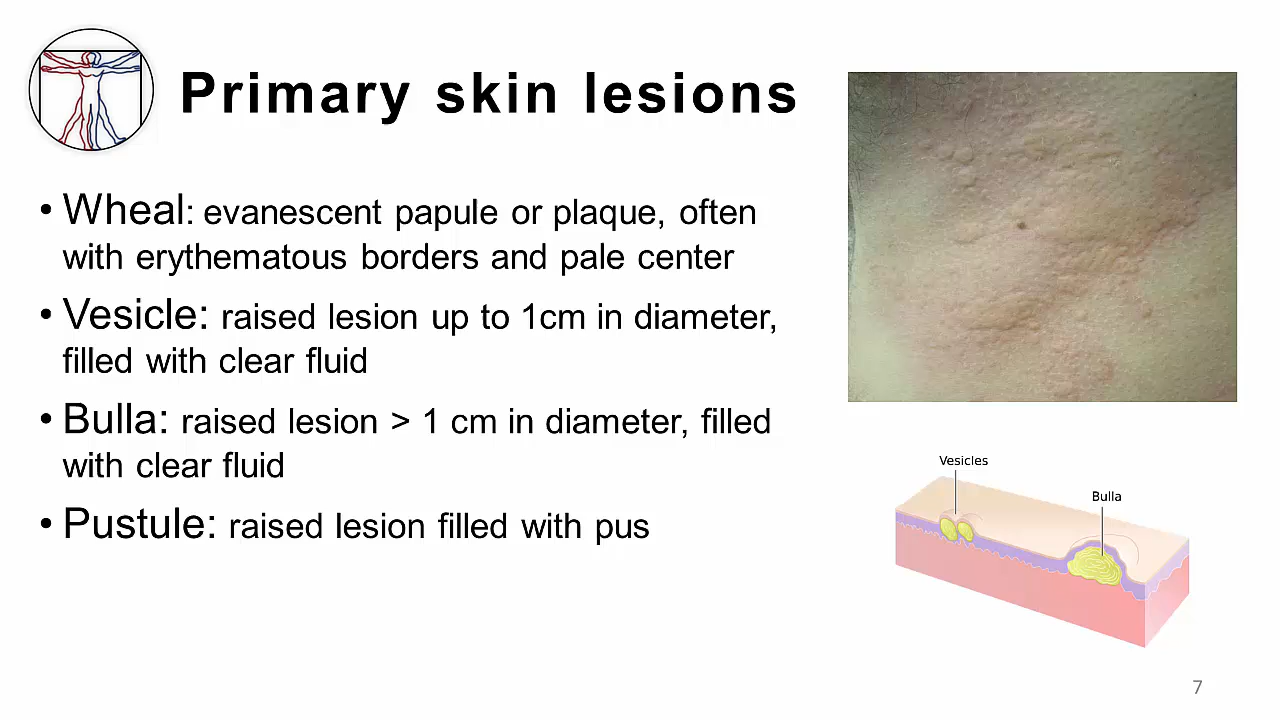 Primary skin lesions
• Wheal: evanescent papule or plaque, often
with erythematous borders and pale center
• Vesicle: raised lesion up to 1cm in diameter,
filled with clear fluid
• Bulla: raised lesion > 1 cm in diameter, filled
with clear fluid
• Pustule: raised lesion filled with pus
Vesicles
Bulla
7